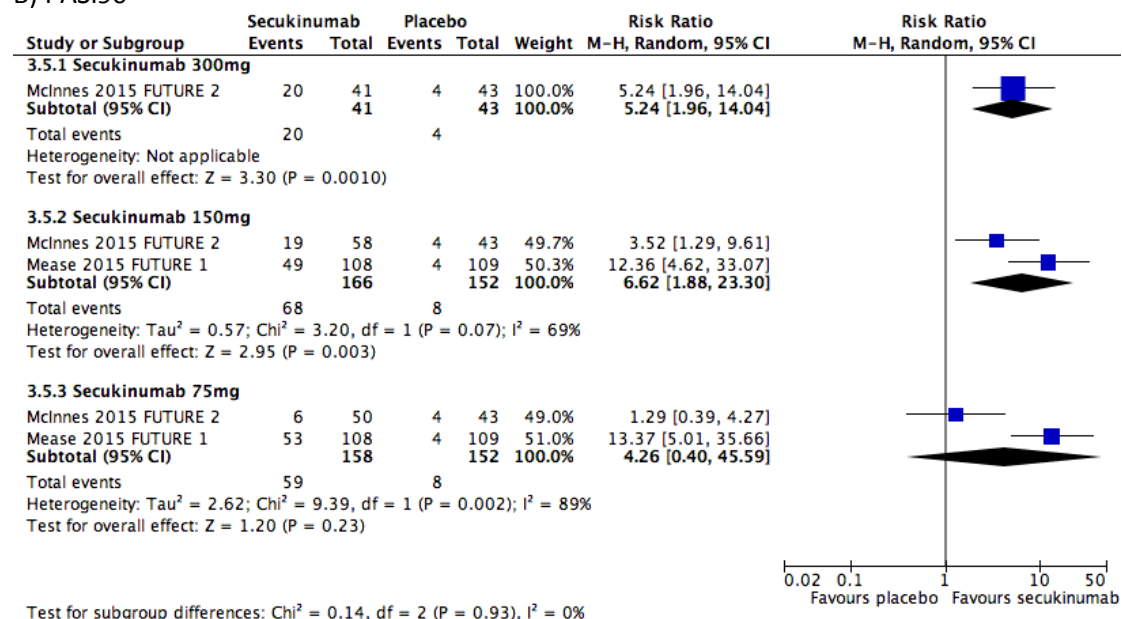 B) PASI90
Secukinumab Placebo Risk Ratio Risk Ratio
Study or Subgroup Events Total Events Total Weight M-H, Random, 95% CI M-H, Random, 95% CI
3.5.1 Secukinumab 300mg
McInnes 2015 FUTURE 2 20 41 4 43 100.0% 5.24 [1.96, 14.04]
Subtotal (95% CI) 41 43 100.0% 5.24 [1.96, 14.04]
Total events 20 4
Heterogeneity: Not applicable
Test for overall effect: Z = 3.30 (P = 0.0010)
3.5.2 Secukinumab 150mg
McInnes 2015 FUTURE 2 19 58 4 43 49.7% 3.52 [1.29, 9.61]
Mease 2015 FUTURE 1 49 108 4 109 50.3% 12.36 [4.62, 33.07]
Subtotal (95% CI) 166 152 100.0% 6.62 [1.88, 23.30]
Total events 68 8
Heterogeneity: Tau² = 0.57; Chi² = 3.20, df = 1 (P = 0.07); I² = 69%
Test for overall effect: Z = 2.95 (P = 0.003)
3.5.3 Secukinumab 75mg
McInnes 2015 FUTURE 2 6 50 4 43 49.0% 1.29 [0.39, 4.27]
Mease 2015 FUTURE 1 53 108 4 109 51.0% 13.37 [5.01, 35.66]
Subtotal (95% CI) 158 152 100.0% 4.26 [0.40, 45.59]
Total events 59 8
Heterogeneity: Tau² = 2.62; Chi² = 9.39, df = 1 (P = 0.002); I² = 89%
Test for overall effect: Z = 1.20 (P = 0.23)
0.02 0.1 1 10 50
Favours placebo Favours secukinumab
Test for subgroup differences: Chi² = 0.14, df = 2 (P = 0.93), I² = 0%